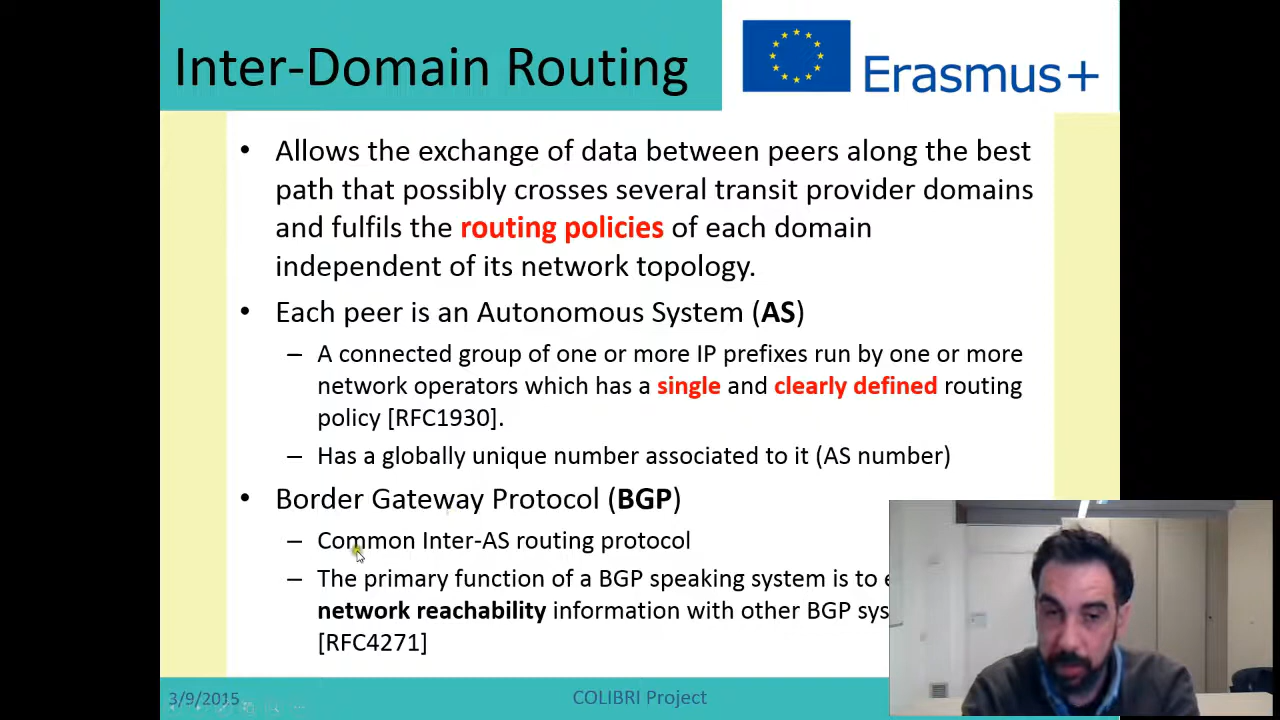 Inter-Domain Routing
Erasmus+
• Allows the exchange of data between peers along the best
path that possibly crosses several transit provider domains
and fulfils the routing policies of each domain
independent of its network topology.
• Each peer is an Autonomous System (AS)
– A connected group of one or more IP prefixes run by one or more
network operators which has a single and clearly defined routing
policy [RFC1930].
– Has a globally unique number associated to it (AS number)
• Border Gateway Protocol (BGP)
– Common Inter-AS routing protocol
– The primary function of a BGP speaking system is to
network reachability information with other BGP
[RFC4271]
3/9/2015
COLIBRI Project